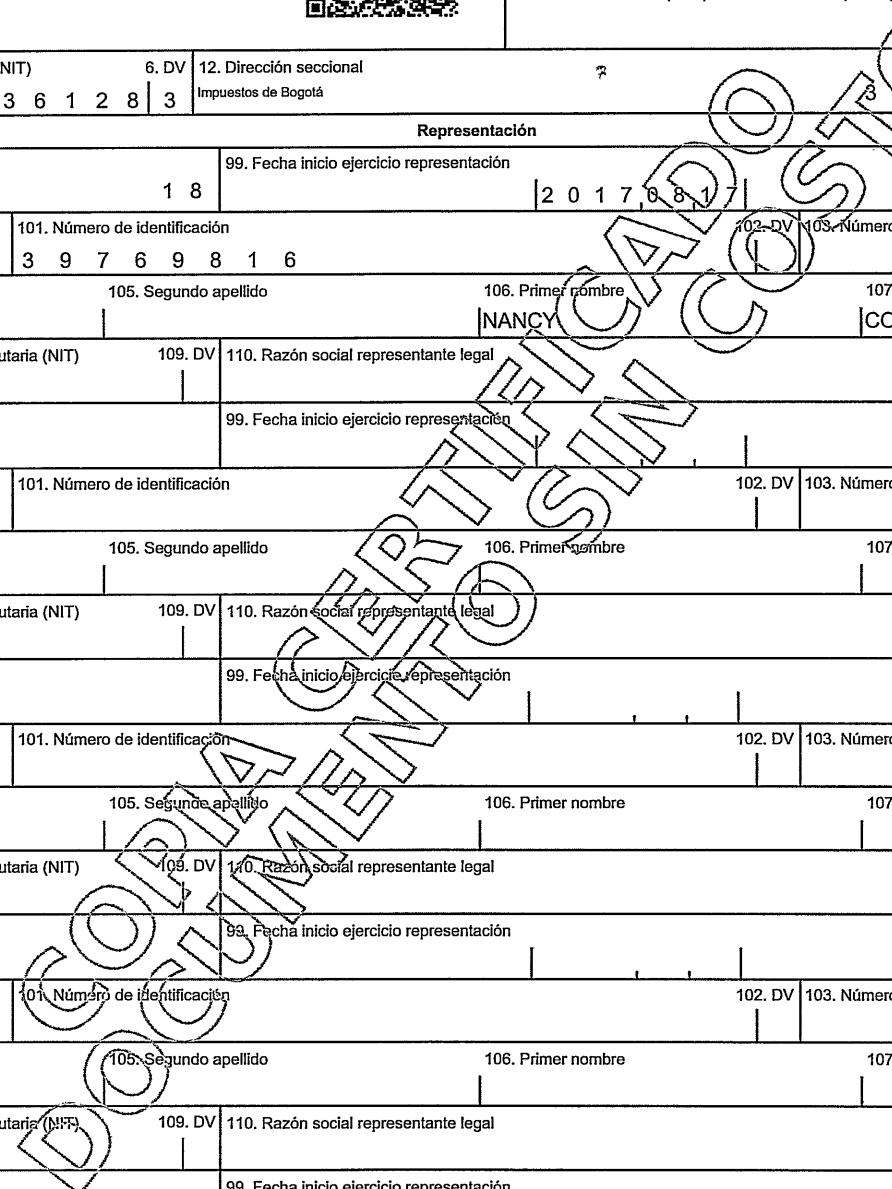 NIT) 6. DV 12. Dirección seccional
3 6 1 2 8 3 Impuestos de Bogotá 3
Representación
99. Fecha inicio ejercicio representación
1 8 2 0 1 7 0 8 1 7
101. Número de identificación 102. DV 103. Número
3 9 7 6 9 8 1 6
105. Segundo apellido 106. Primer nombre 107
NANCY CO
utaria (NIT) 109. DV 110. Razón social representante legal
99. Fecha inicio ejercicio representación
101. Número de identificación 102. DV 103. Número
105. Segundo apellido 106. Primer nombre 107
utaria (NIT) 109. DV 110. Razón social representante legal
99. Fecha inicio ejercicio representación
101. Número de identificación 102. DV 103. Número
105. Segundo apellido 106. Primer nombre 107
utaria (NIT) 109. DV 110. Razón social representante legal
99. Fecha inicio ejercicio representación
101. Número de identificación 102. DV 103. Número
105. Segundo apellido 106. Primer nombre 107
utaria (NIT) 109. DV 110. Razón social representante legal
99. Fecha inicio ejercicio representación
COPIA CERTIFICADO
DOCUMENTO SIN COSTO